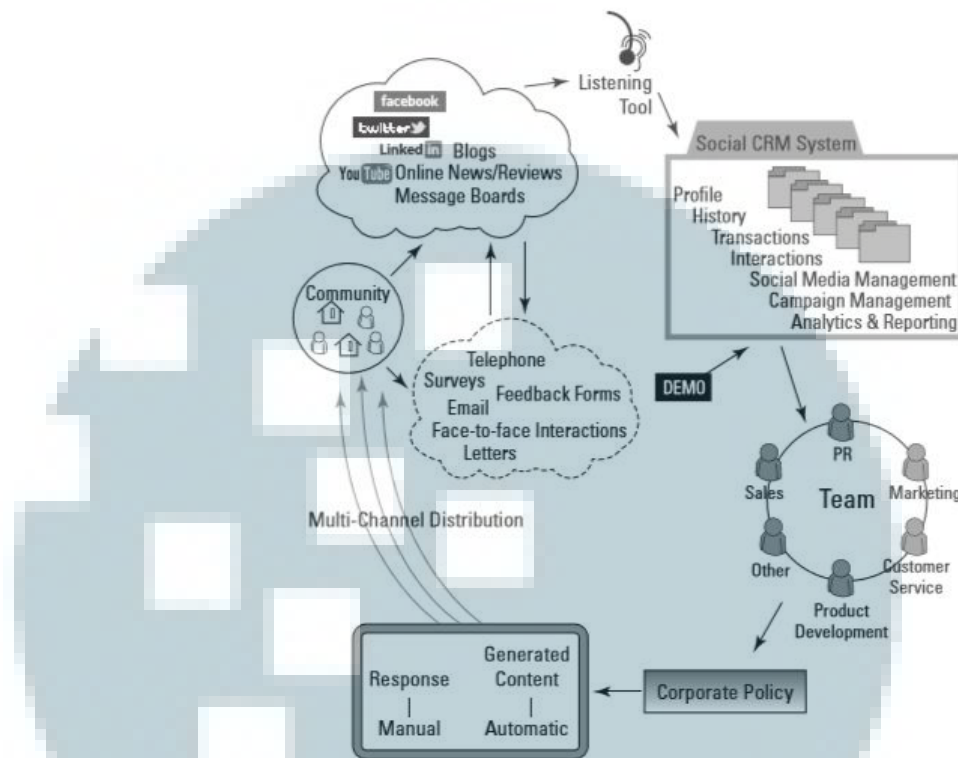 facebook
twitter
Linked in Blogs
You Tube Online News/Reviews
Message Boards
Listening
Tool
Social CRM System
Profile
History
Transactions
Interactions
Social Media Management
Campaign Management
Analytics & Reporting
Community
Telephone
Surveys
Feedback Forms
Email
Face-to-face Interactions
Letters
DEMO
PR
Sales
Team
Marketing
Other
Customer
Service
Product
Development
Multi-Channel Distribution
Corporate Policy
Response
Manual
Generated
Content
Automatic